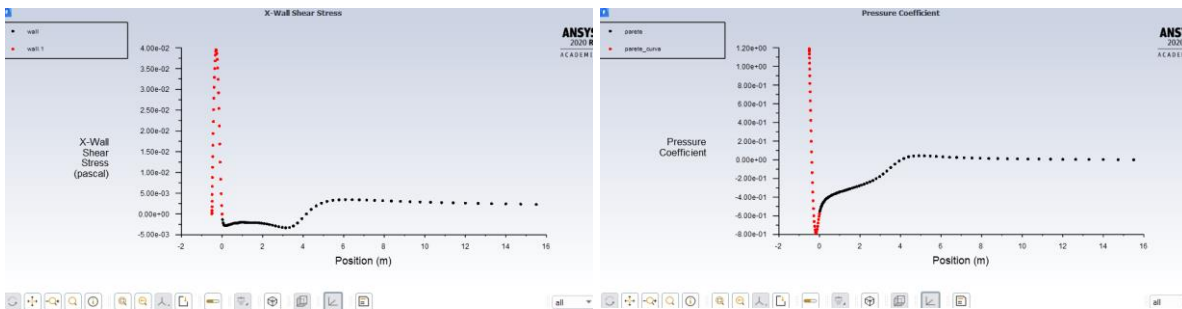 X-Wall Shear Stress
wall
wall.1
ANSYS
2020 R
ACADEMI
4.00e-02
3.50e-02
3.00e-02
2.50e-02
2.00e-02
1.50e-02
1.00e-02
5.00e-03
0.00e+00
-5.00e-03
X-Wall
Shear
Stress
(pascal)
-2 0 2 4 6 8 10 12 14 16
Position (m)
all
Pressure Coefficient
parete
parete_curva
ANSY
2020
ACADE
1.20e+00
1.00e+00
8.00e-01
6.00e-01
4.00e-01
2.00e-01
0.00e+00
-2.00e-01
-4.00e-01
-6.00e-01
-8.00e-01
Pressure
Coefficient
-2 0 2 4 6 8 10 12 14 16
Position (m)
all